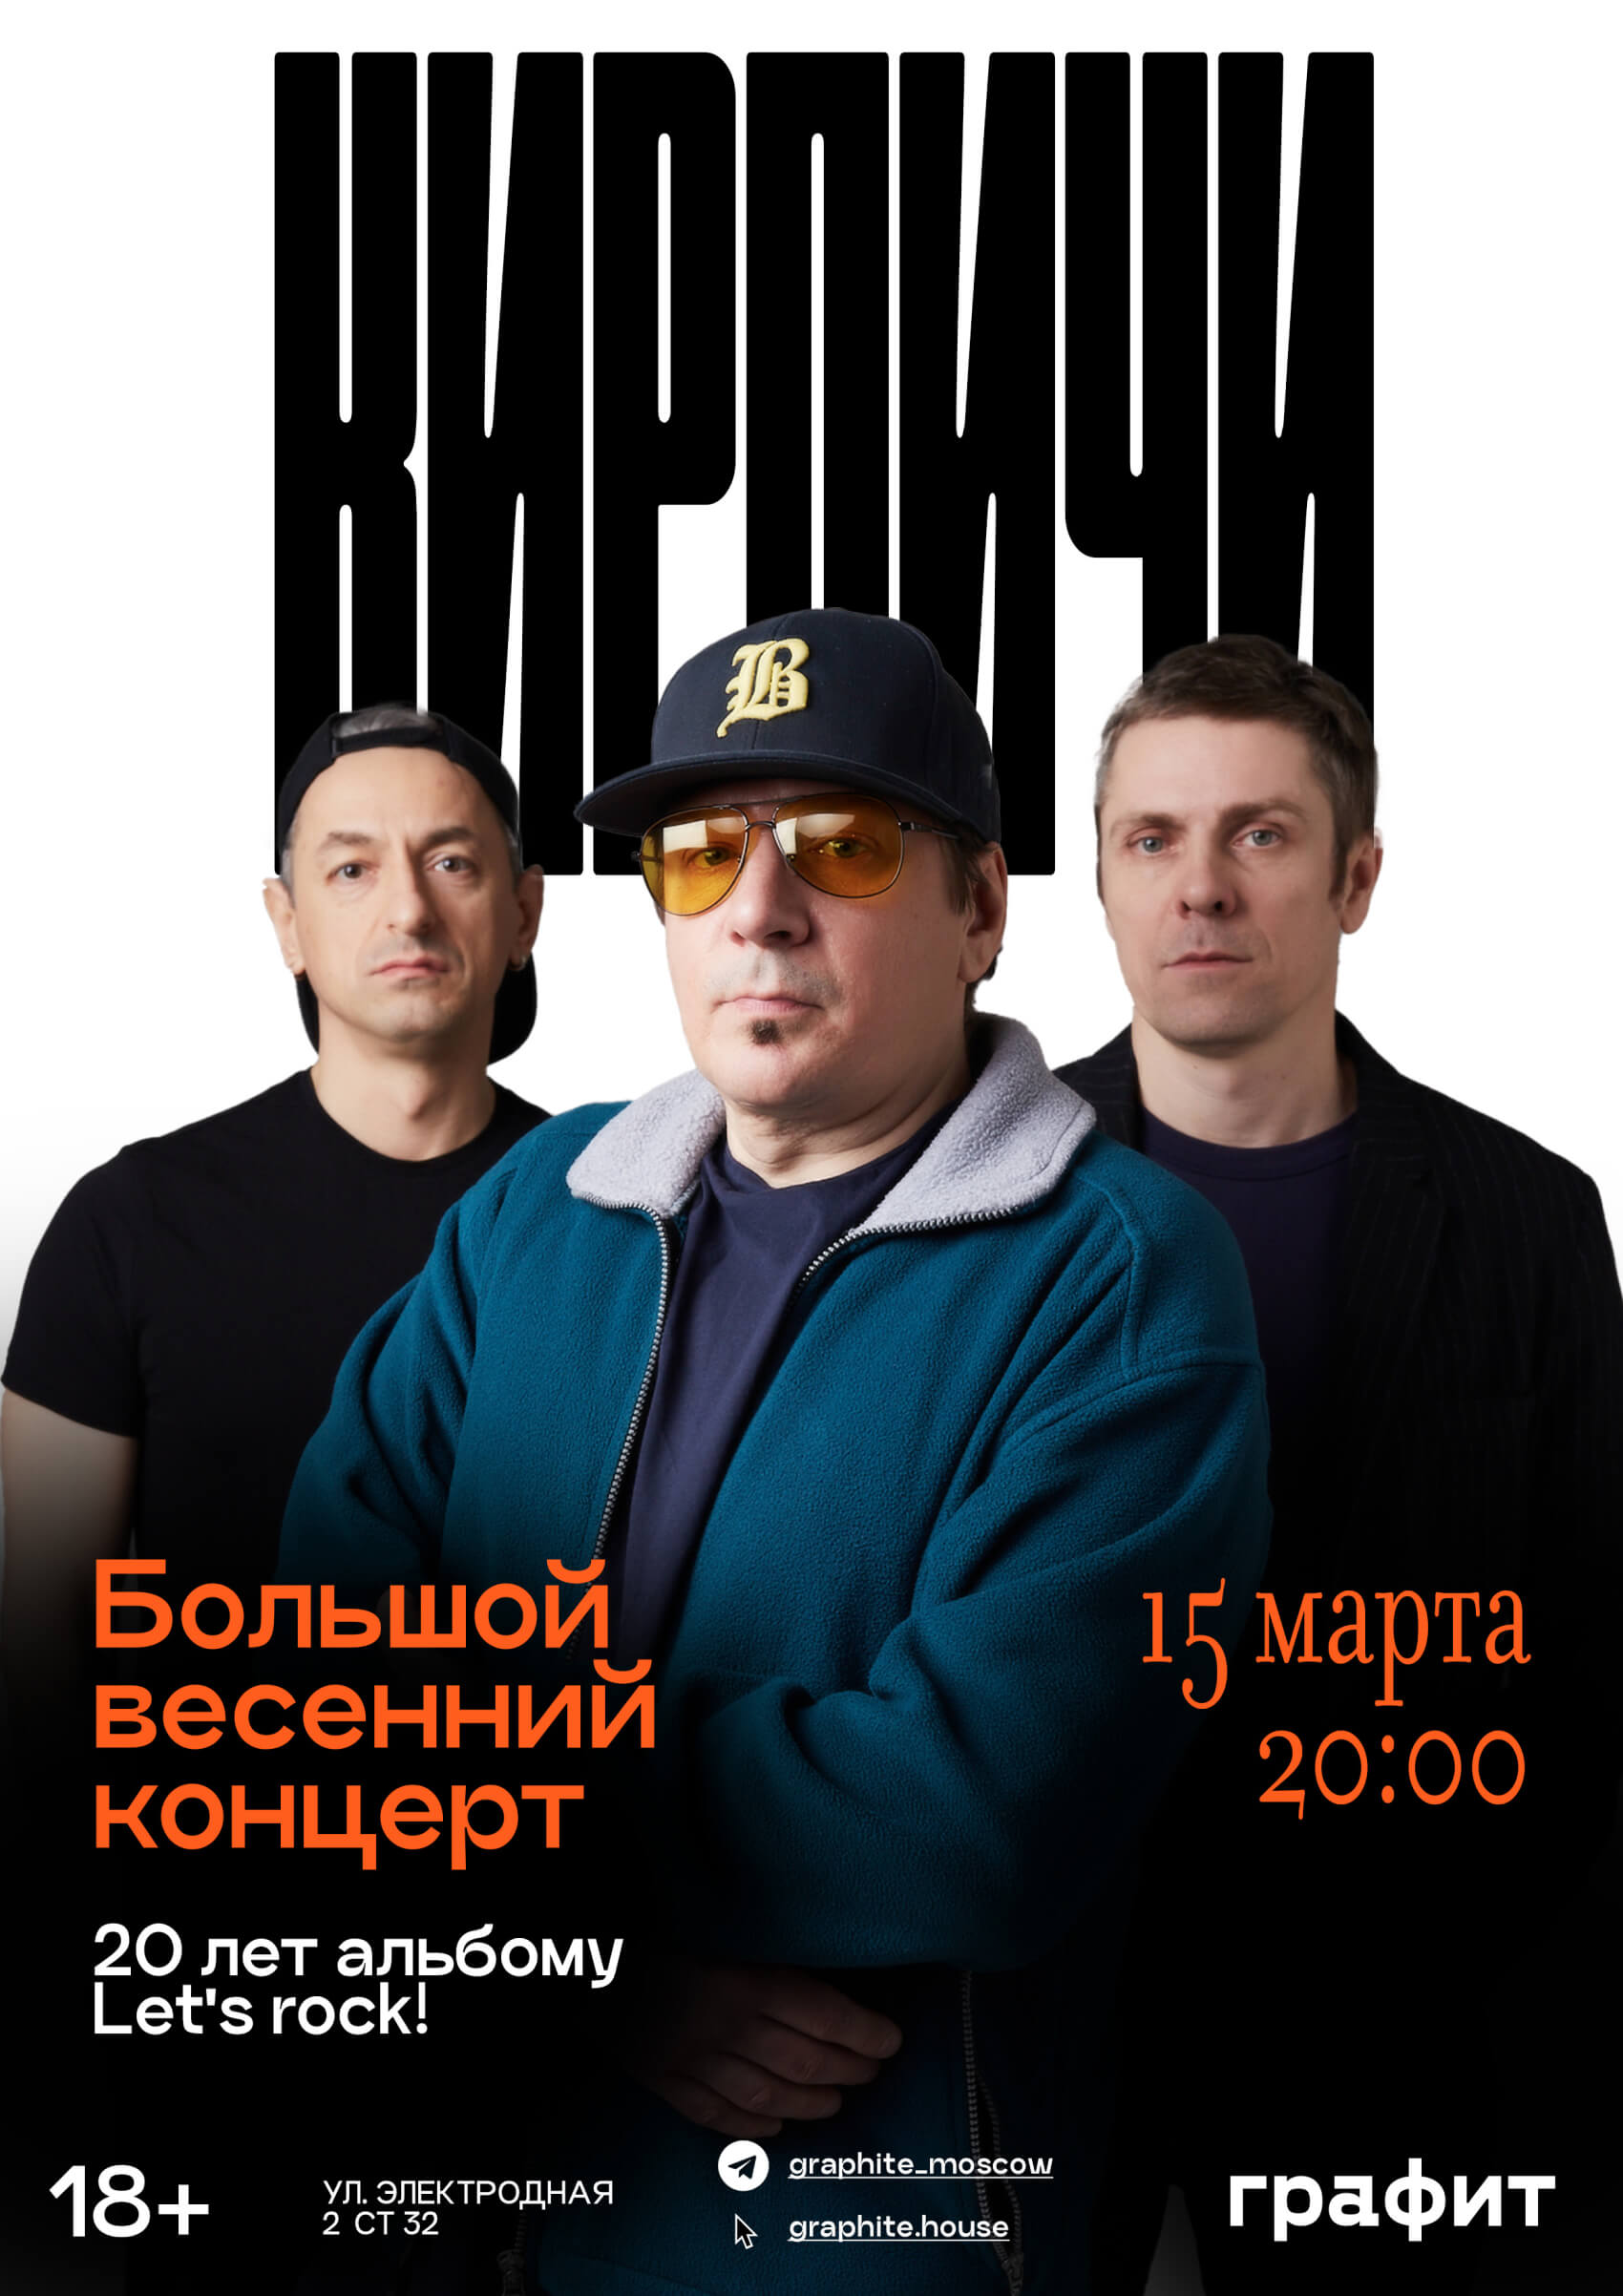 КИРПИЧИ
B
Большой
весенний
концерт
15 марта
20:00
20 лет альбому
Let's rock!
18+
УЛ. ЭЛЕКТРОДНАЯ
2 СТ 32
graphite_moscow
graphite.house
графит